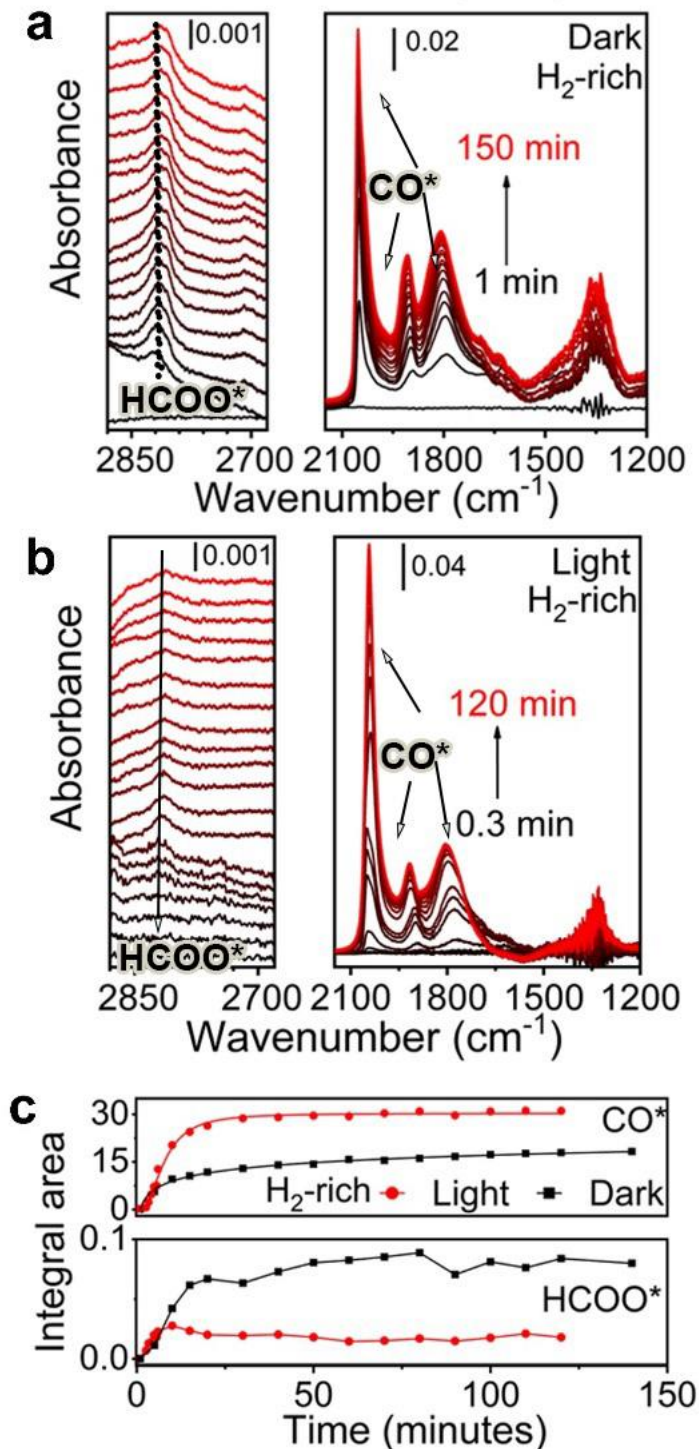 a
0.001
0.02
Dark
H₂-rich
150 min
CO*
1 min
HCOO*
Absorbance
2850 2700
2100 1800 1500 1200
Wavenumber (cm⁻¹)
b
0.001
0.04
Light
H₂-rich
120 min
CO*
0.3 min
HCOO*
Absorbance
2850 2700
2100 1800 1500 1200
Wavenumber (cm⁻¹)
c
30
15
0
CO*
H₂-rich Light Dark
Integral area
0.1
0.0
HCOO*
0 50 100 150
Time (minutes)